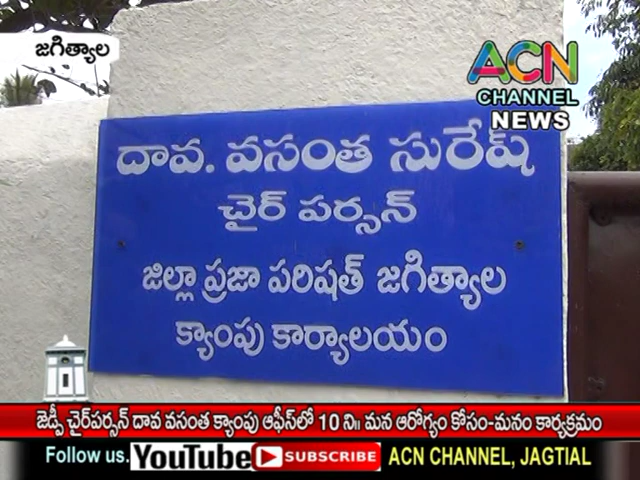 జగిత్యాల
ACN
CHANNEL
NEWS
దావ. వసంత సురేష్
చైర్ పర్సన్
జిల్లా ప్రజా పరిషత్ జగిత్యాల
క్యాంపు కార్యాలయం
జెడ్పీ చైర్‌పర్సన్ దావ వసంత క్యాంపు ఆఫీస్‌లో 10 ని॥ మన ఆరోగ్యం కోసం-మనం కార్యక్రమం
Follow us. YouTube SUBSCRIBE ACN CHANNEL, JAGTIAL